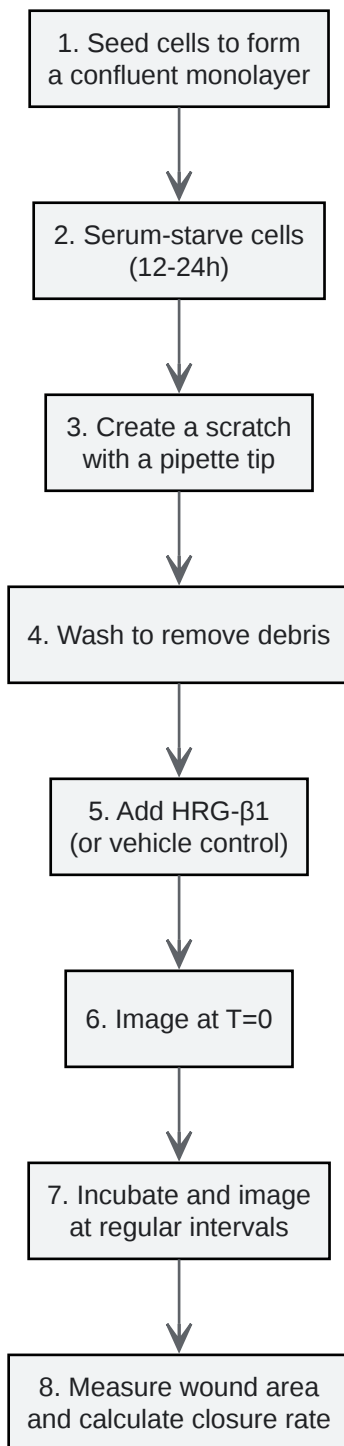 1. Seed cells to form
a confluent monolayer
2. Serum-starve cells
(12-24h)
3. Create a scratch
with a pipette tip
4. Wash to remove debris
5. Add HRG-β1
(or vehicle control)
6. Image at T=0
7. Incubate and image
at regular intervals
8. Measure wound area
and calculate closure rate